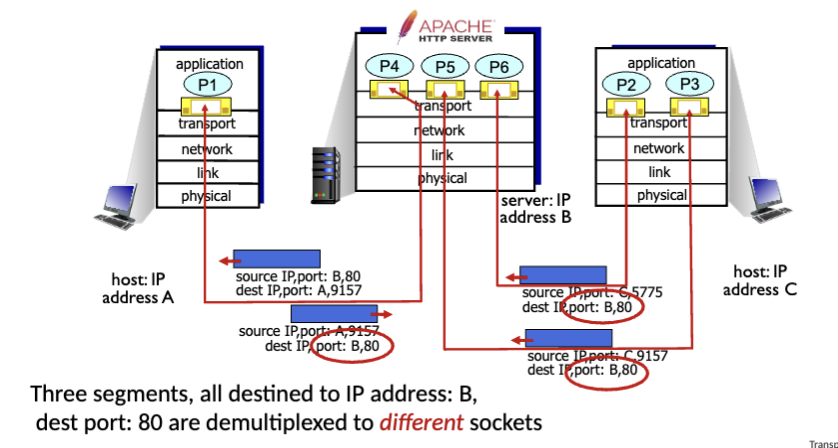 APACHE
HTTP SERVER
application
P1
transport
network
link
physical
P4 P5 P6
transport
network
link
physical
application
P2 P3
transport
network
link
physical
server: IP
address B
host: IP
address A
host: IP
address C
source IP,port: B,80
dest IP,port: A,9157
source IP,port: A,9157
dest IP, port: B,80
source IP,port: C,5775
dest IP,port: B,80
source IP,port: C,9157
dest IP,port: B,80
Three segments, all destined to IP address: B,
dest port: 80 are demultiplexed to different sockets
Transp